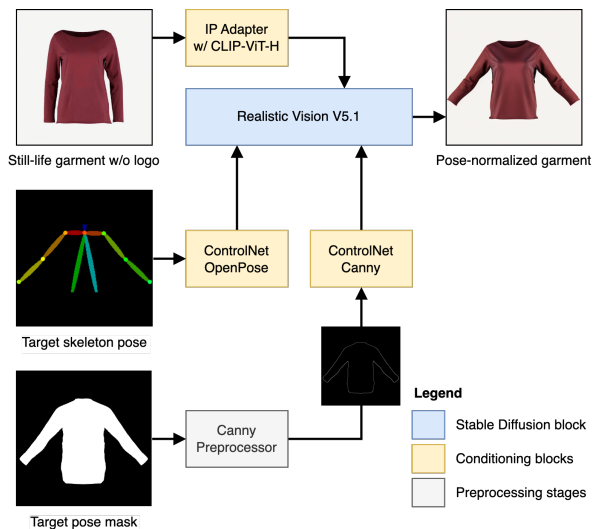 IP Adapter
w/ CLIP-ViT-H
Realistic Vision V5.1
Still-life garment w/o logo
Pose-normalized garment
ControlNet
OpenPose
ControlNet
Canny
Target skeleton pose
Canny
Preprocessor
Target pose mask
Legend
Stable Diffusion block
Conditioning blocks
Preprocessing stages